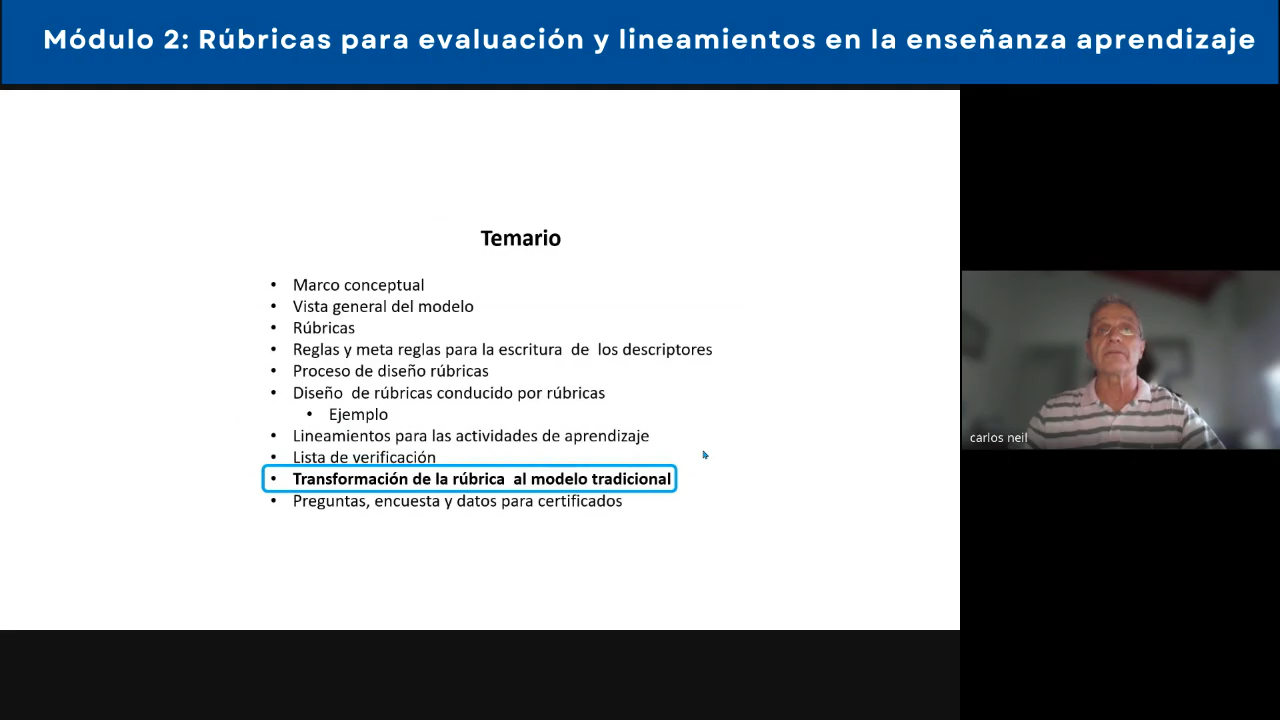 Módulo 2: Rúbricas para evaluación y lineamientos en la enseñanza aprendizaje
Temario
• Marco conceptual
• Vista general del modelo
• Rúbricas
• Reglas y meta reglas para la escritura de los descriptores
• Proceso de diseño rúbricas
• Diseño de rúbricas conducido por rúbricas
• Ejemplo
• Lineamientos para las actividades de aprendizaje
• Lista de verificación
• Transformación de la rúbrica al modelo tradicional
• Preguntas, encuesta y datos para certificados
carlos neil